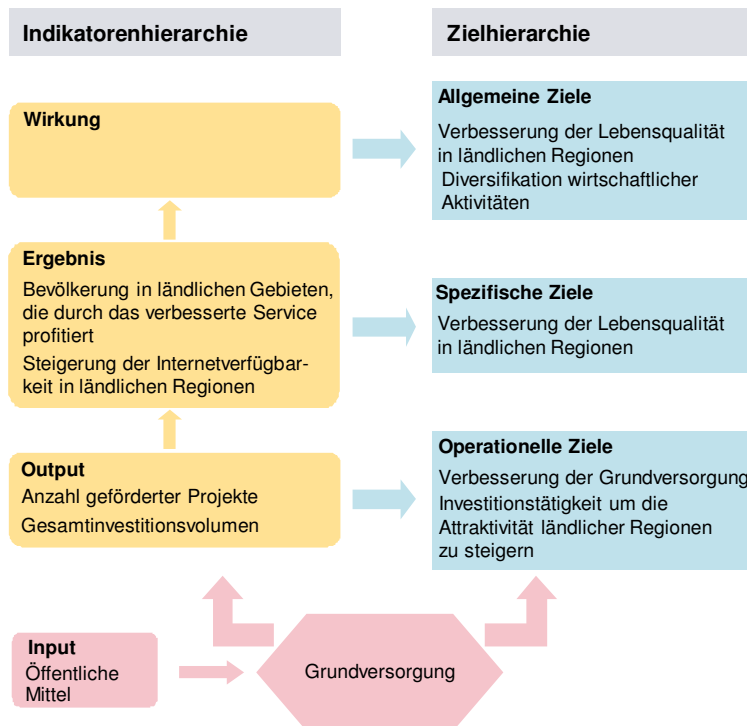 Indikatorenhierarchie
Zielhierarchie
Wirkung
Allgemeine Ziele
Verbesserung der Lebensqualität
in ländlichen Regionen
Diversifikation wirtschaftlicher
Aktivitäten
Ergebnis
Bevölkerung in ländlichen Gebieten,
die durch das verbesserte Service
profitiert
Steigerung der Internetverfügbar-
keit in ländlichen Regionen
Spezifische Ziele
Verbesserung der Lebensqualität
in ländlichen Regionen
Output
Anzahl geförderter Projekte
Gesamtinvestitionsvolumen
Operationelle Ziele
Verbesserung der Grundversorgung
Investitionstätigkeit um die
Attraktivität ländlicher Regionen
zu steigern
Input
Öffentliche
Mittel
Grundversorgung